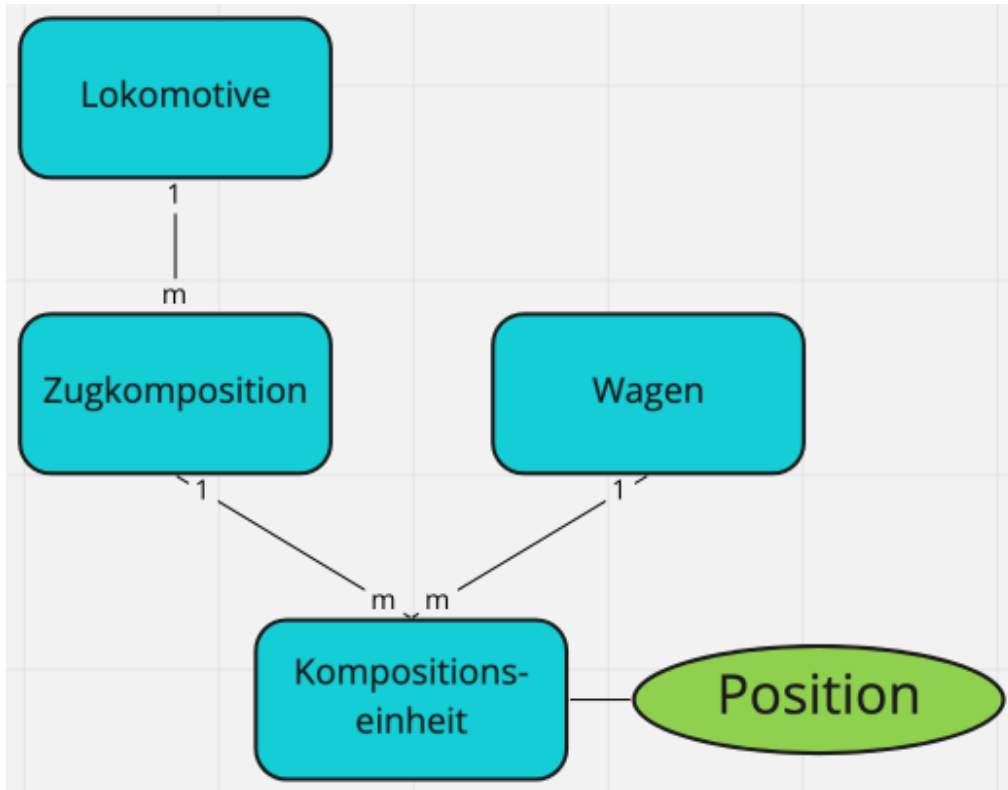 Lokomotive
1
m
Zugkomposition
Wagen
1
1
m
m
Kompositions-
einheit
Position